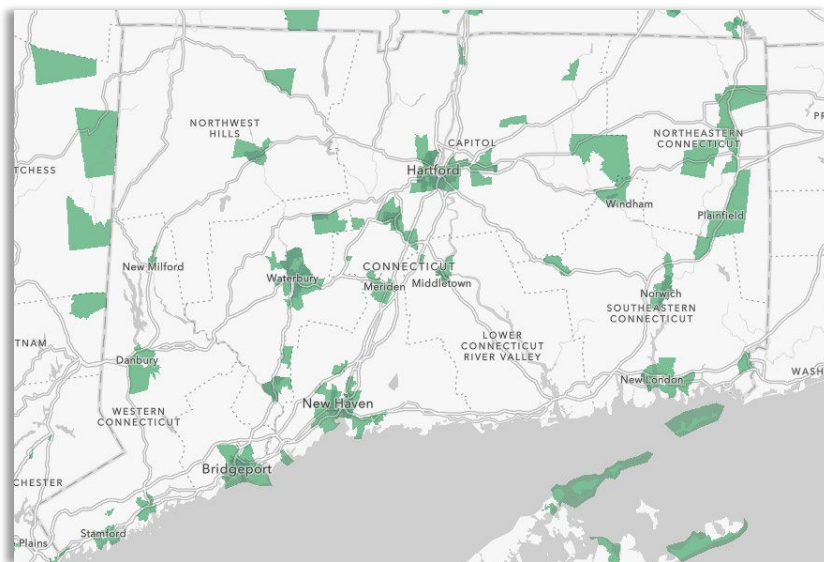 NORTHWEST
HILLS
CAPITOL
Hartford
NORTHEASTERN
CONNECTICUT
PR
TCHESS
Windham
Plainfield
New Milford
Waterbury
CONNECTICUT
Meriden
Middletown
Norwich
SOUTHEASTERN
CONNECTICUT
LOWER
CONNECTICUT
RIVER VALLEY
TNAM
Danbury
New London
WASH
WESTERN
CONNECTICUT
New Haven
Bridgeport
CHESTER
Stamford
Plains